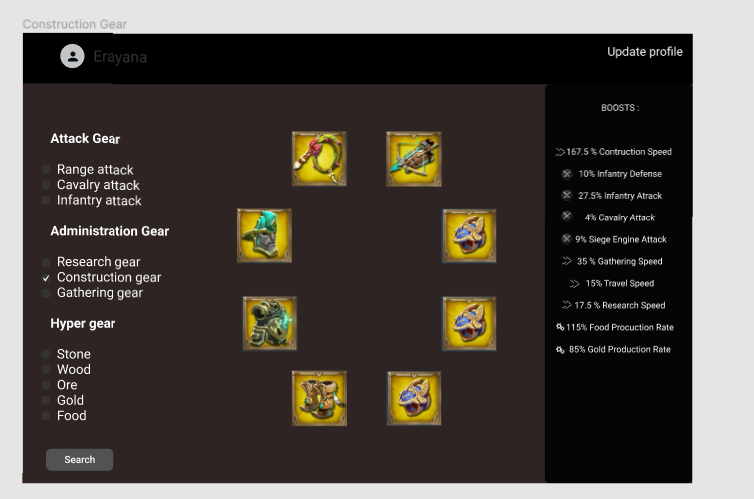 Construction Gear
Erayana
Update profile
BOOSTS :
Attack Gear
Range attack
Cavalry attack
Infantry attack
Administration Gear
Research gear
Construction gear
Gathering gear
Hyper gear
Stone
Wood
Ore
Gold
Food
Search
167.5 % Contruction Speed
10% Infantry Defense
27.5% Infantry Atrack
4% Cavalry Attack
9% Siege Engine Attack
35 % Gathering Speed
15% Travel Speed
17.5 % Research Speed
115% Food Procuction Rate
85% Gold Production Rate